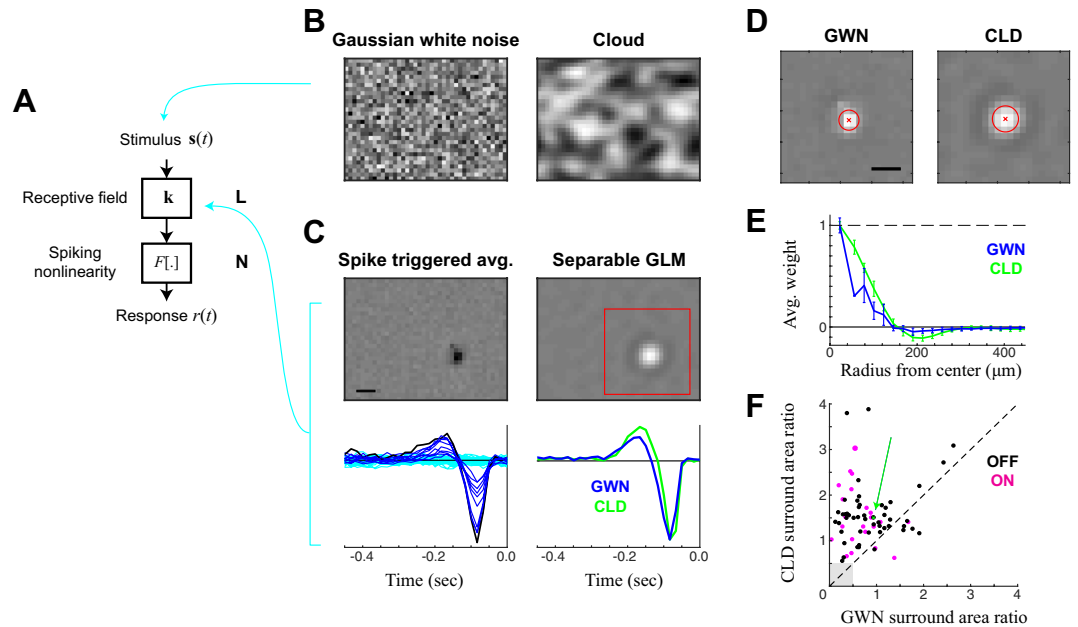 A
Stimulus s(t)
Receptive field
k
L
Spiking
nonlinearity
F[.]
N
Response r(t)
B
Gaussian white noise
Cloud
C
Spike triggered avg.
Separable GLM
GWN
CLD
-0.4
-0.2
0.0
-0.4
-0.2
0.0
Time (sec)
Time (sec)
D
GWN
CLD
E
1
0
Avg. weight
GWN
CLD
0
200
400
Radius from center (μm)
F
4
3
2
1
0
CLD surround area ratio
OFF
ON
1
2
3
4
GWN surround area ratio